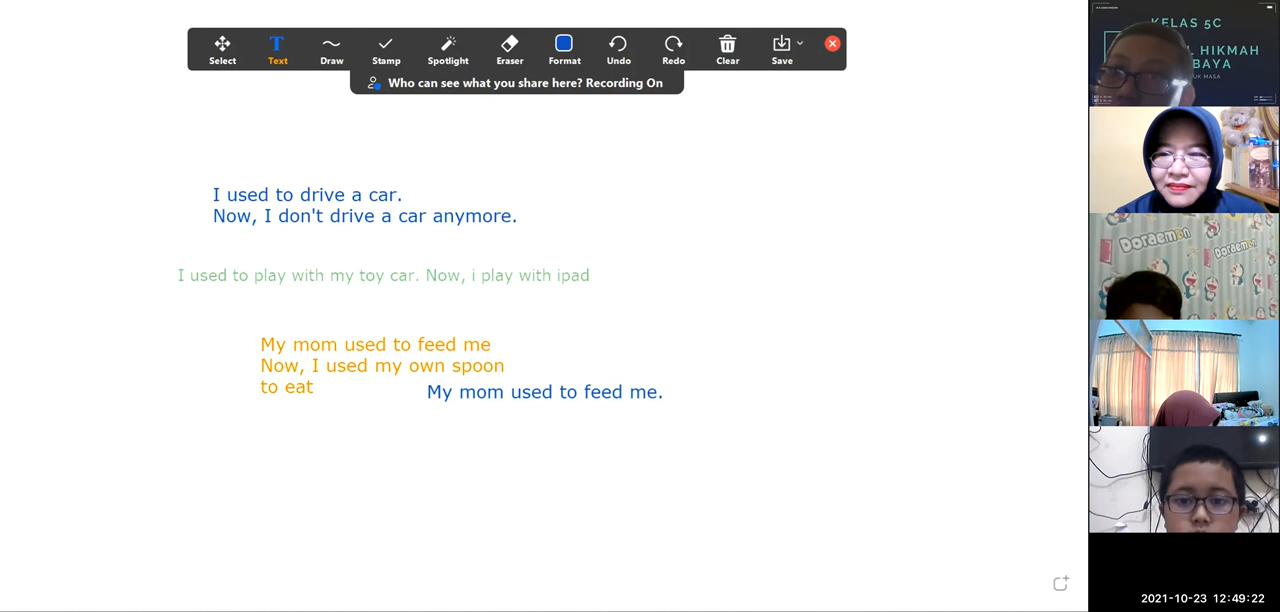 Select Text Draw Stamp Spotlight Eraser Format Undo Redo Clear Save
Who can see what you share here? Recording On
I used to drive a car.
Now, I don't drive a car anymore.
I used to play with my toy car. Now, i play with ipad
My mom used to feed me
Now, I used my own spoon
to eat
My mom used to feed me.
KELAS 5C
HIKMAH
BAYA
UK MASA
Doraemon
Doraemon
2021-10-23 12:49:22